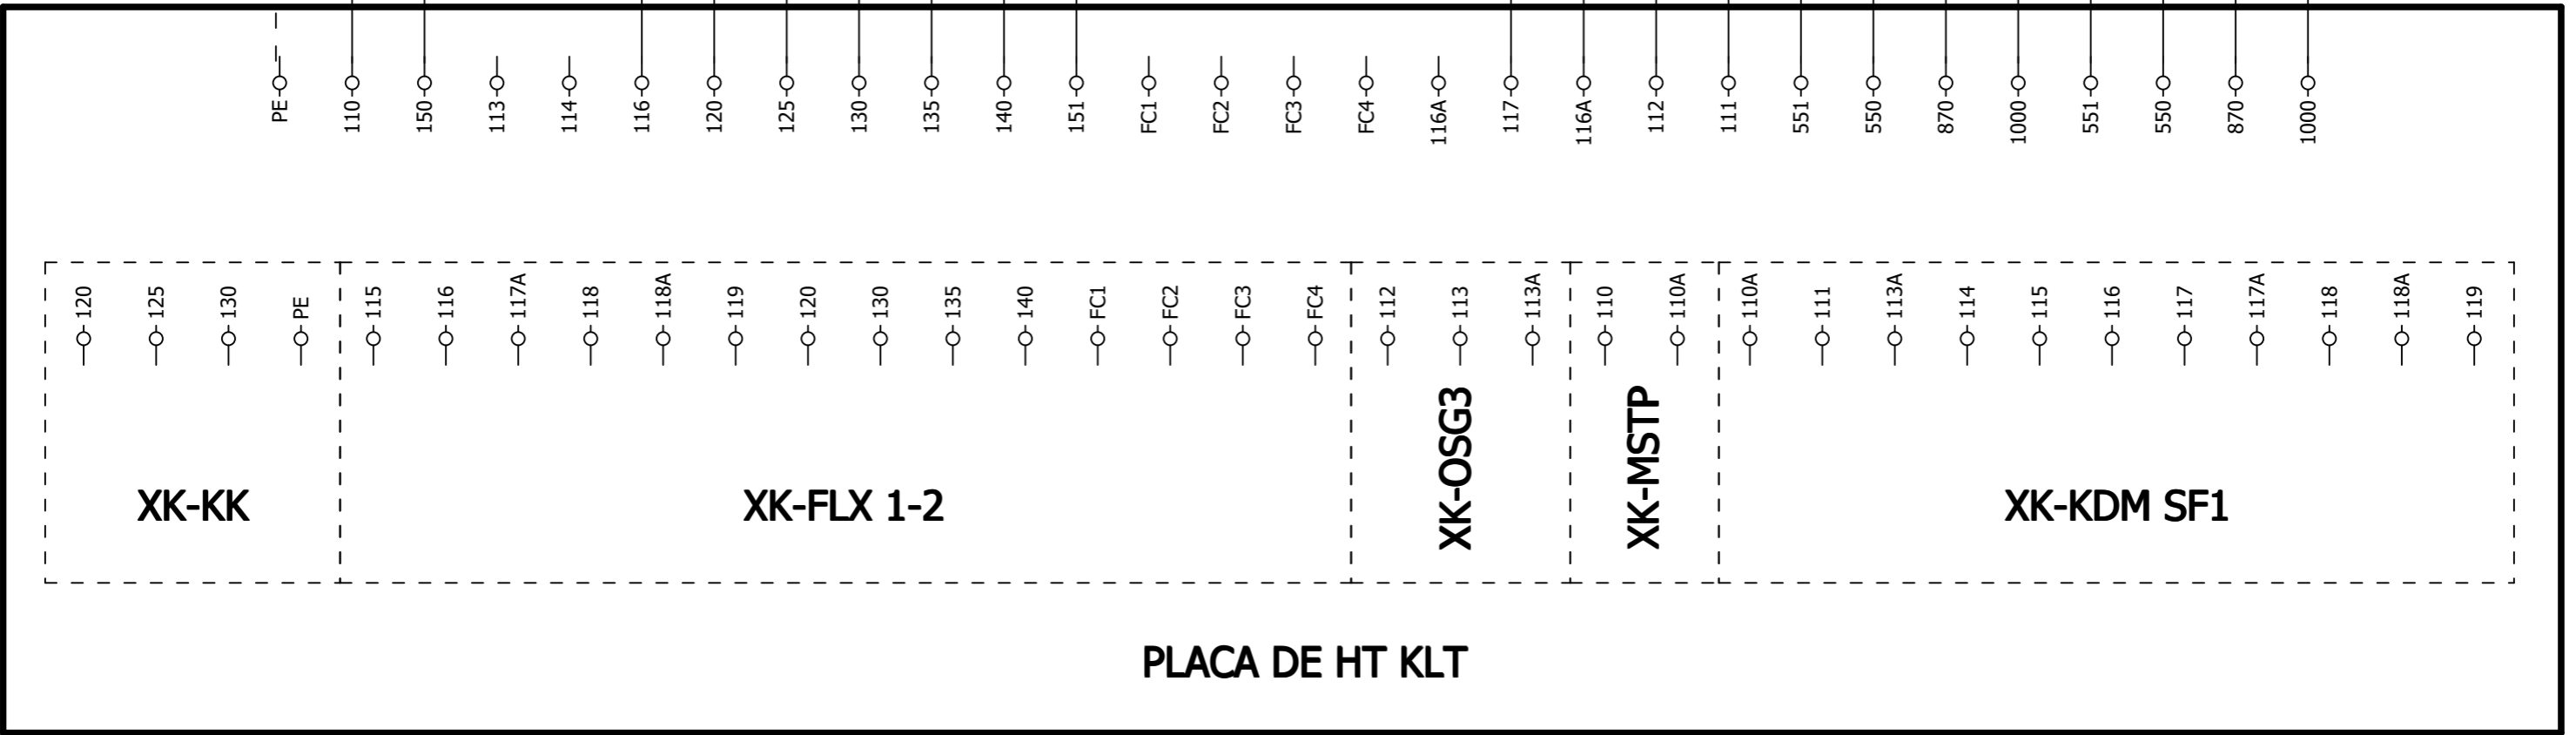 PE 110 150 113 114 116 120 125 130 135 140 151 FC1 FC2 FC3 FC4 116A 117 116A 112 111 551 550 870 1000 551 550 870 1000
120 125 130 PE 115 116 117A 118 118A 119 120 130 135 140 FC1 FC2 FC3 FC4 112 113 113A 110 110A 110A 111 113A 114 115 116 117 117A 118 118A 119
XK-KK
XK-FLX 1-2
XK-OSG3
XK-MSTP
XK-KDM SF1
PLACA DE HT KLT